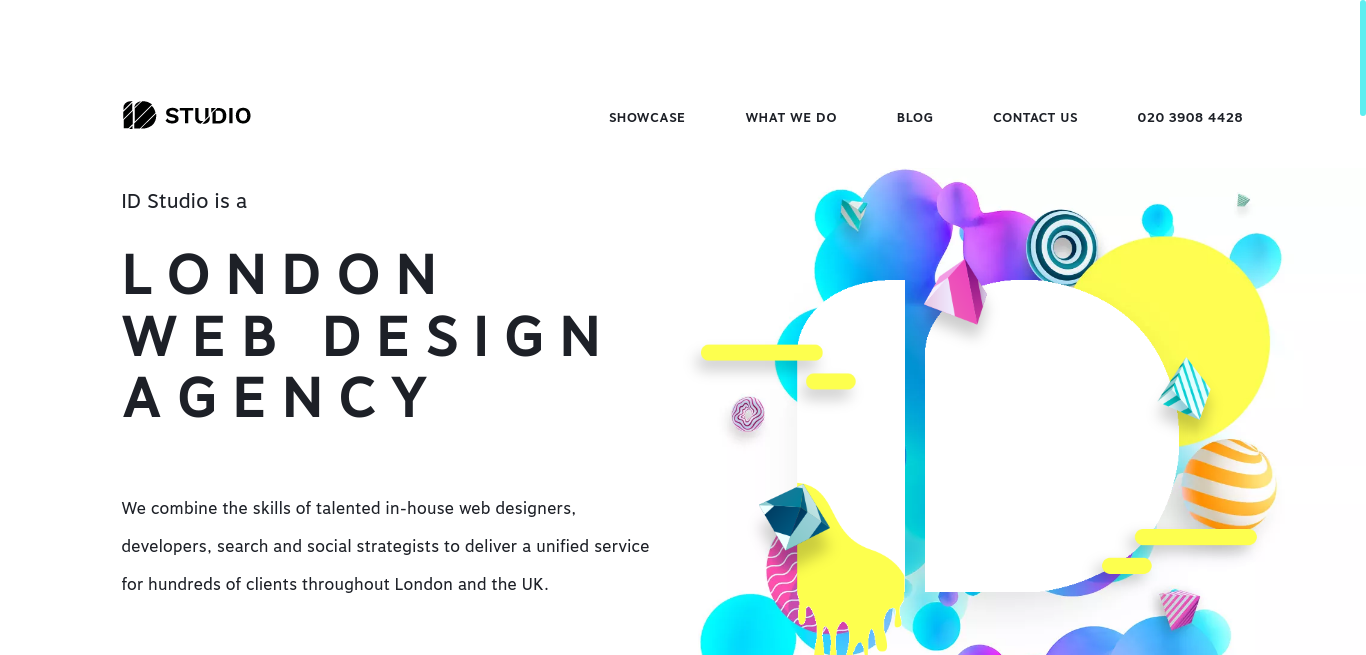 ID STUDIO
SHOWCASE WHAT WE DO BLOG CONTACT US 020 3908 4428
ID Studio is a
LONDON
WEB DESIGN
AGENCY
We combine the skills of talented in-house web designers,
developers, search and social strategists to deliver a unified service
for hundreds of clients throughout London and the UK.
ID